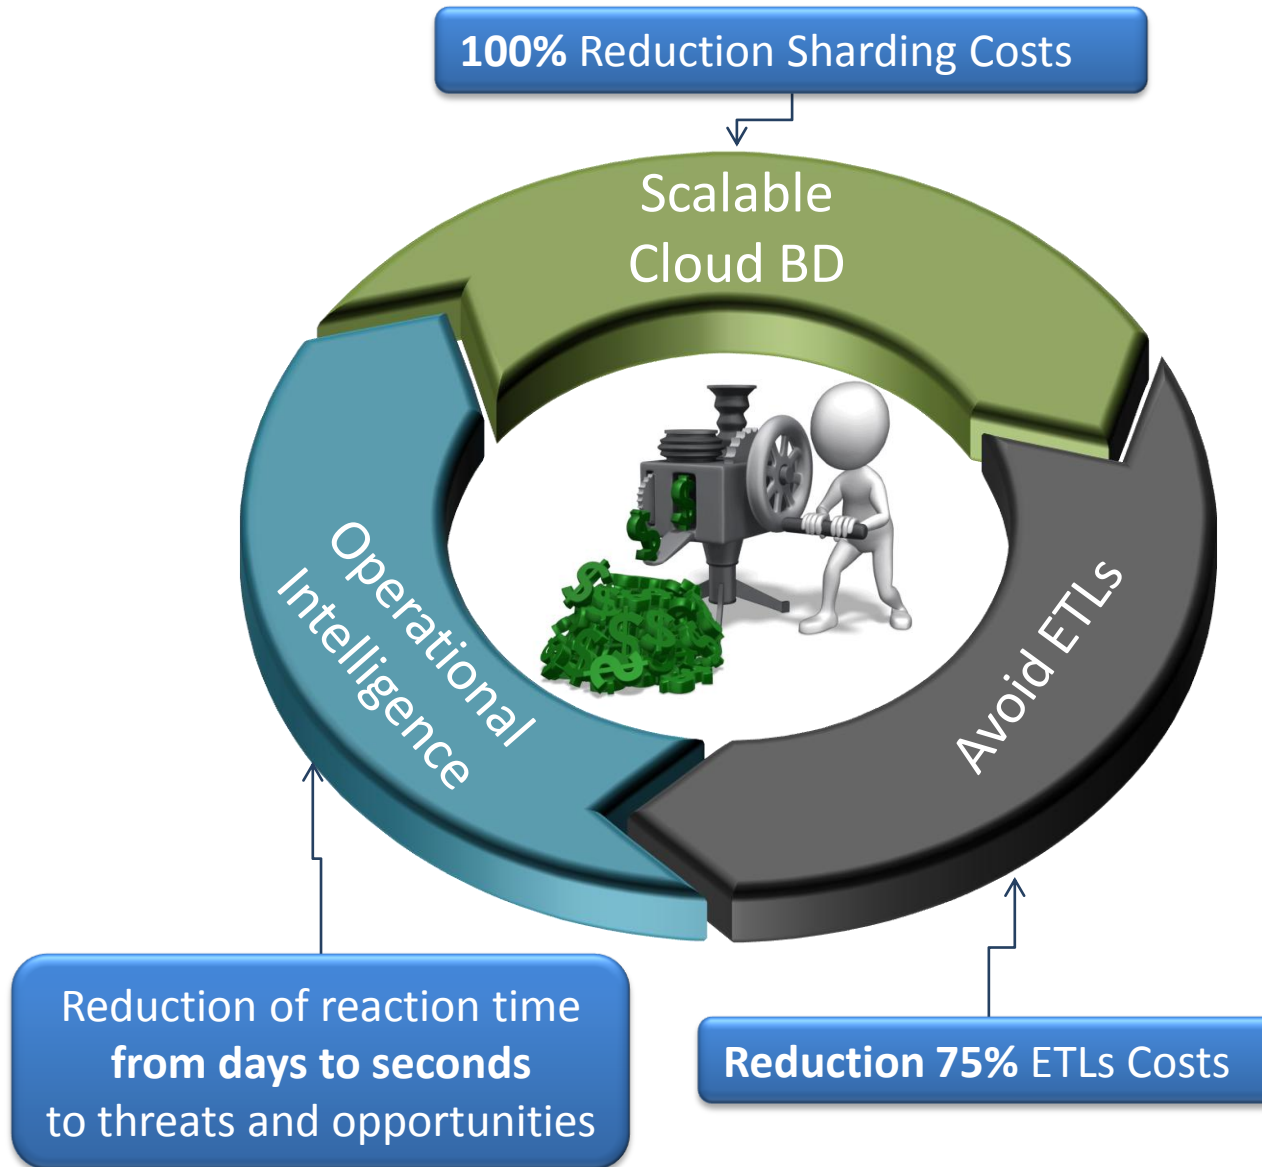 100% Reduction Sharding Costs
Scalable
Cloud BD
Operational
Intelligence
Avoid ETLs
Reduction of reaction time
from days to seconds
to threats and opportunities
Reduction 75% ETLs Costs